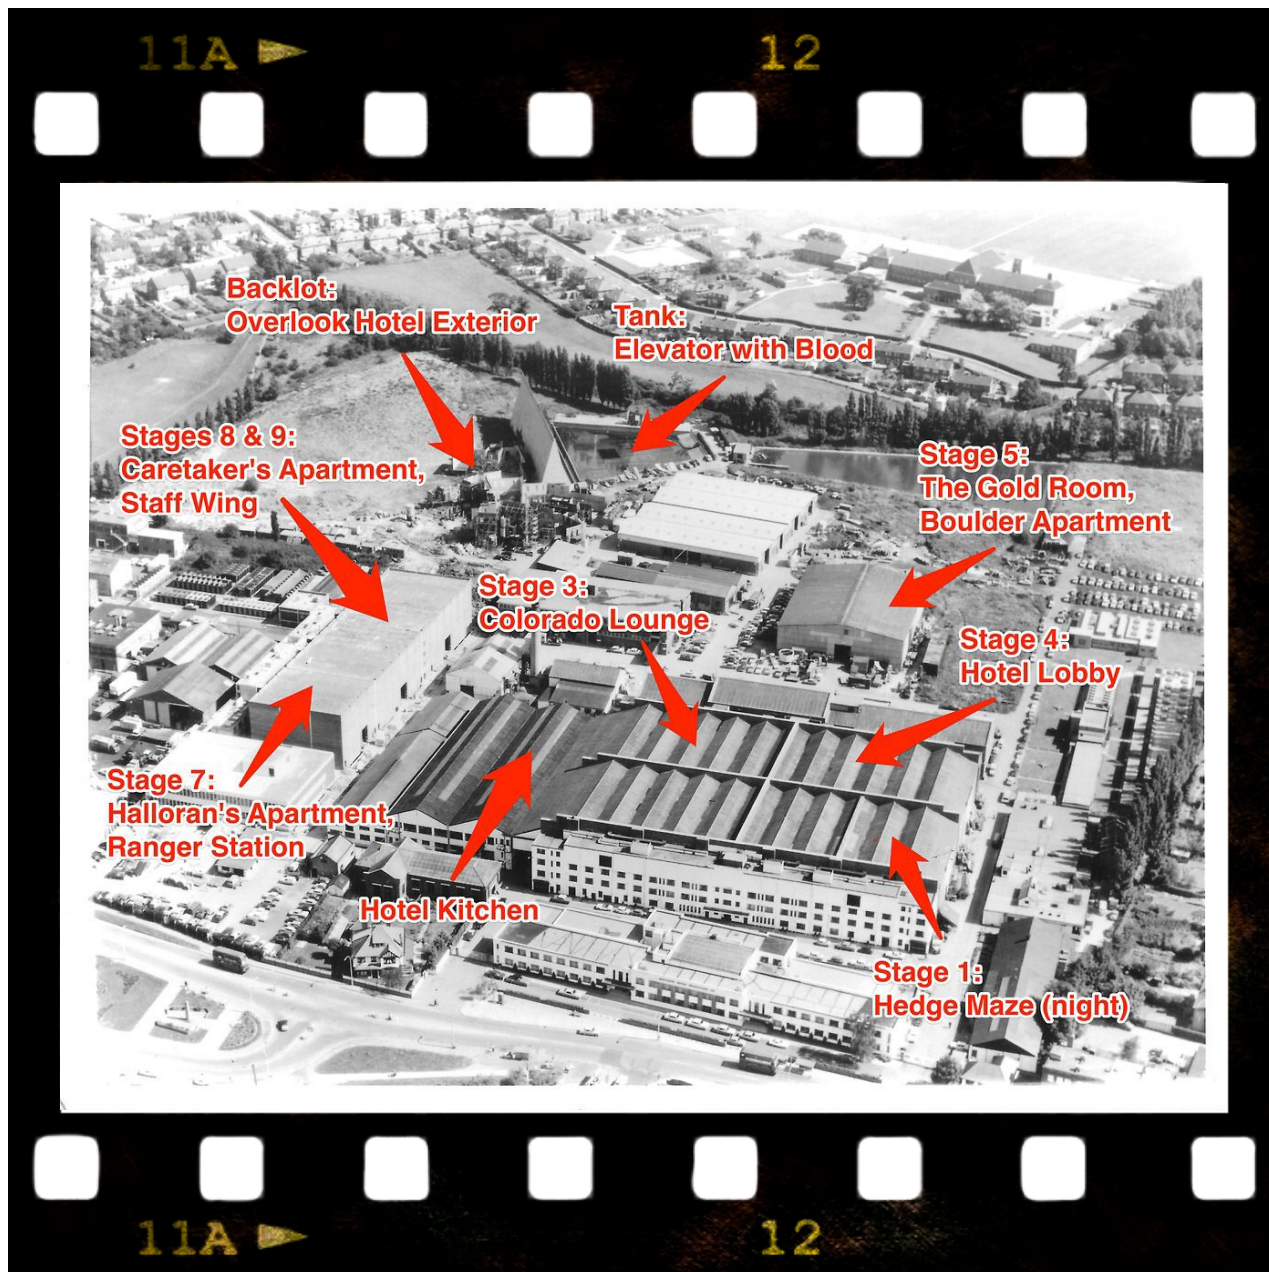 11A 12
Backlot:
Overlook Hotel Exterior
Tank:
Elevator with Blood
Stages 8 & 9:
Caretaker's Apartment,
Staff Wing
Stage 5:
The Gold Room,
Boulder Apartment
Stage 3:
Colorado Lounge
Stage 4:
Hotel Lobby
Stage 7:
Halloran's Apartment,
Ranger Station
Hotel Kitchen
Stage 1:
Hedge Maze (night)
11A 12